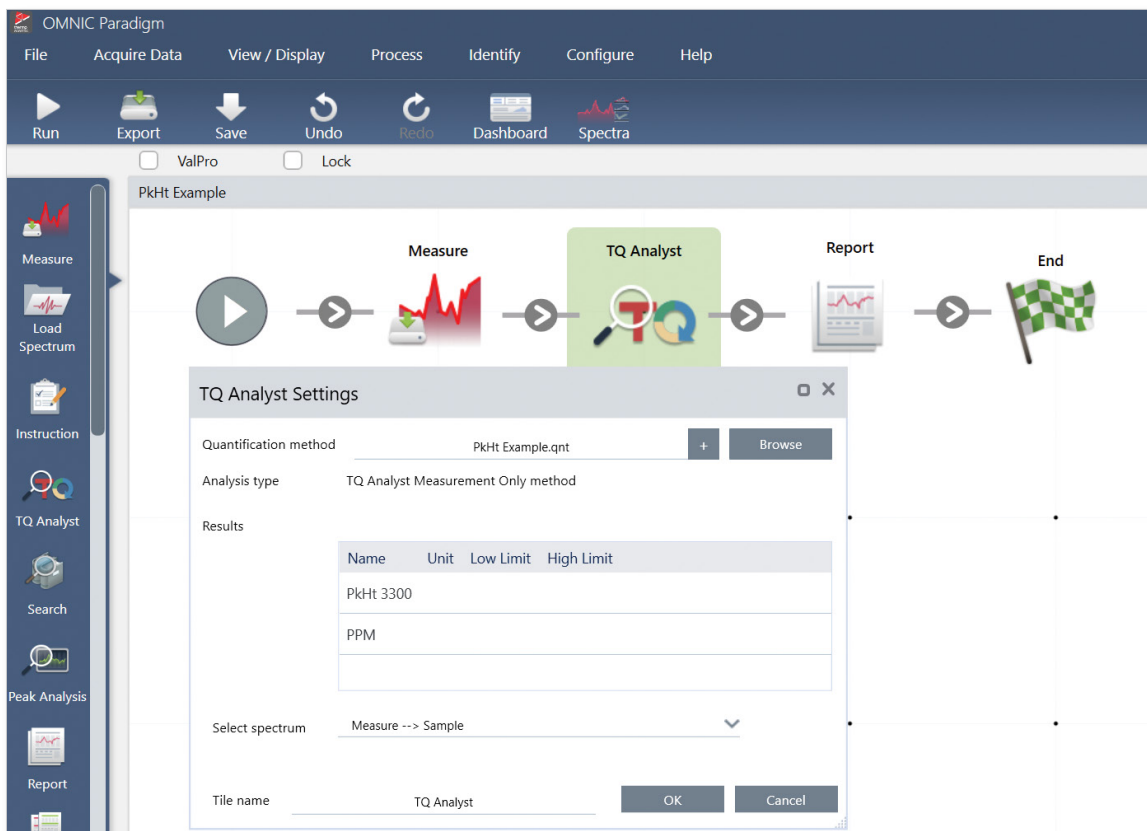 OMNIC Paradigm
File Acquire Data View / Display Process Identify Configure Help
Run Export Save Undo Redo Dashboard Spectra
ValPro Lock
PkHt Example
Measure
Load
Spectrum
Instruction
TQ Analyst
Search
Peak Analysis
Report
Measure TQ Analyst Report End
TQ
TQ Analyst Settings
Quantification method PkHt Example.qnt + Browse
Analysis type TQ Analyst Measurement Only method
Results
Name Unit Low Limit High Limit
PkHt 3300
PPM
Select spectrum Measure --> Sample
Tile name TQ Analyst OK Cancel